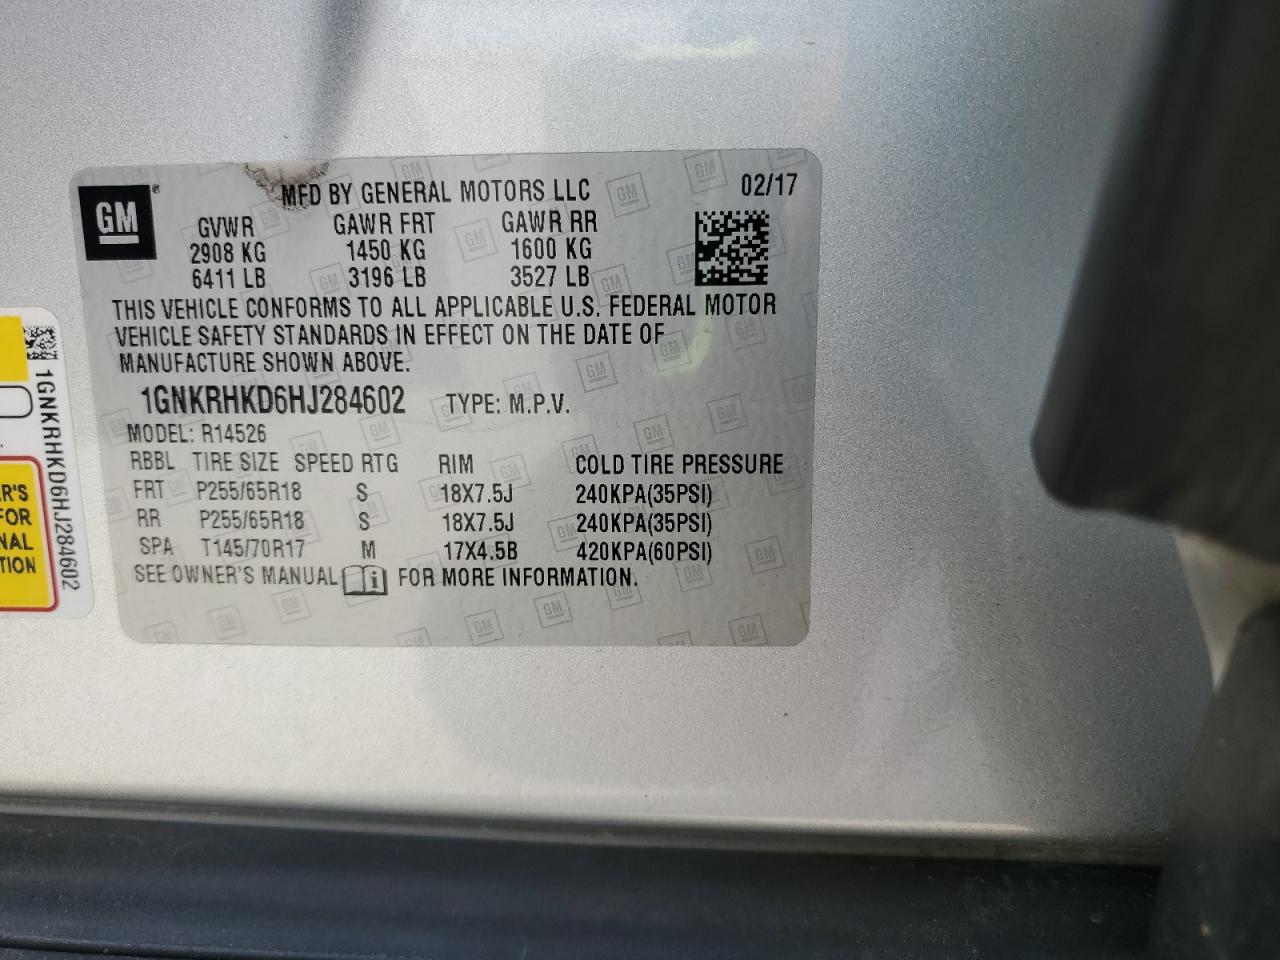 GM
MFD BY GENERAL MOTORS LLC 02/17
GVWR GAWR FRT GAWR RR
2908 KG 1450 KG 1600 KG
6411 LB 3196 LB 3527 LB
THIS VEHICLE CONFORMS TO ALL APPLICABLE U.S. FEDERAL MOTOR
VEHICLE SAFETY STANDARDS IN EFFECT ON THE DATE OF
MANUFACTURE SHOWN ABOVE.
1GNKRHKD6HJ284602 TYPE: M.P.V.
MODEL: R14526
RBBL TIRE SIZE SPEED RTG RIM COLD TIRE PRESSURE
FRT P255/65R18 S 18X7.5J 240KPA(35PSI)
RR P255/65R18 S 18X7.5J 240KPA(35PSI)
SPA T145/70R17 M 17X4.5B 420KPA(60PSI)
SEE OWNER'S MANUAL i FOR MORE INFORMATION.
1GNKRHKD6HJ284602
R'S
FOR
NAL
TION